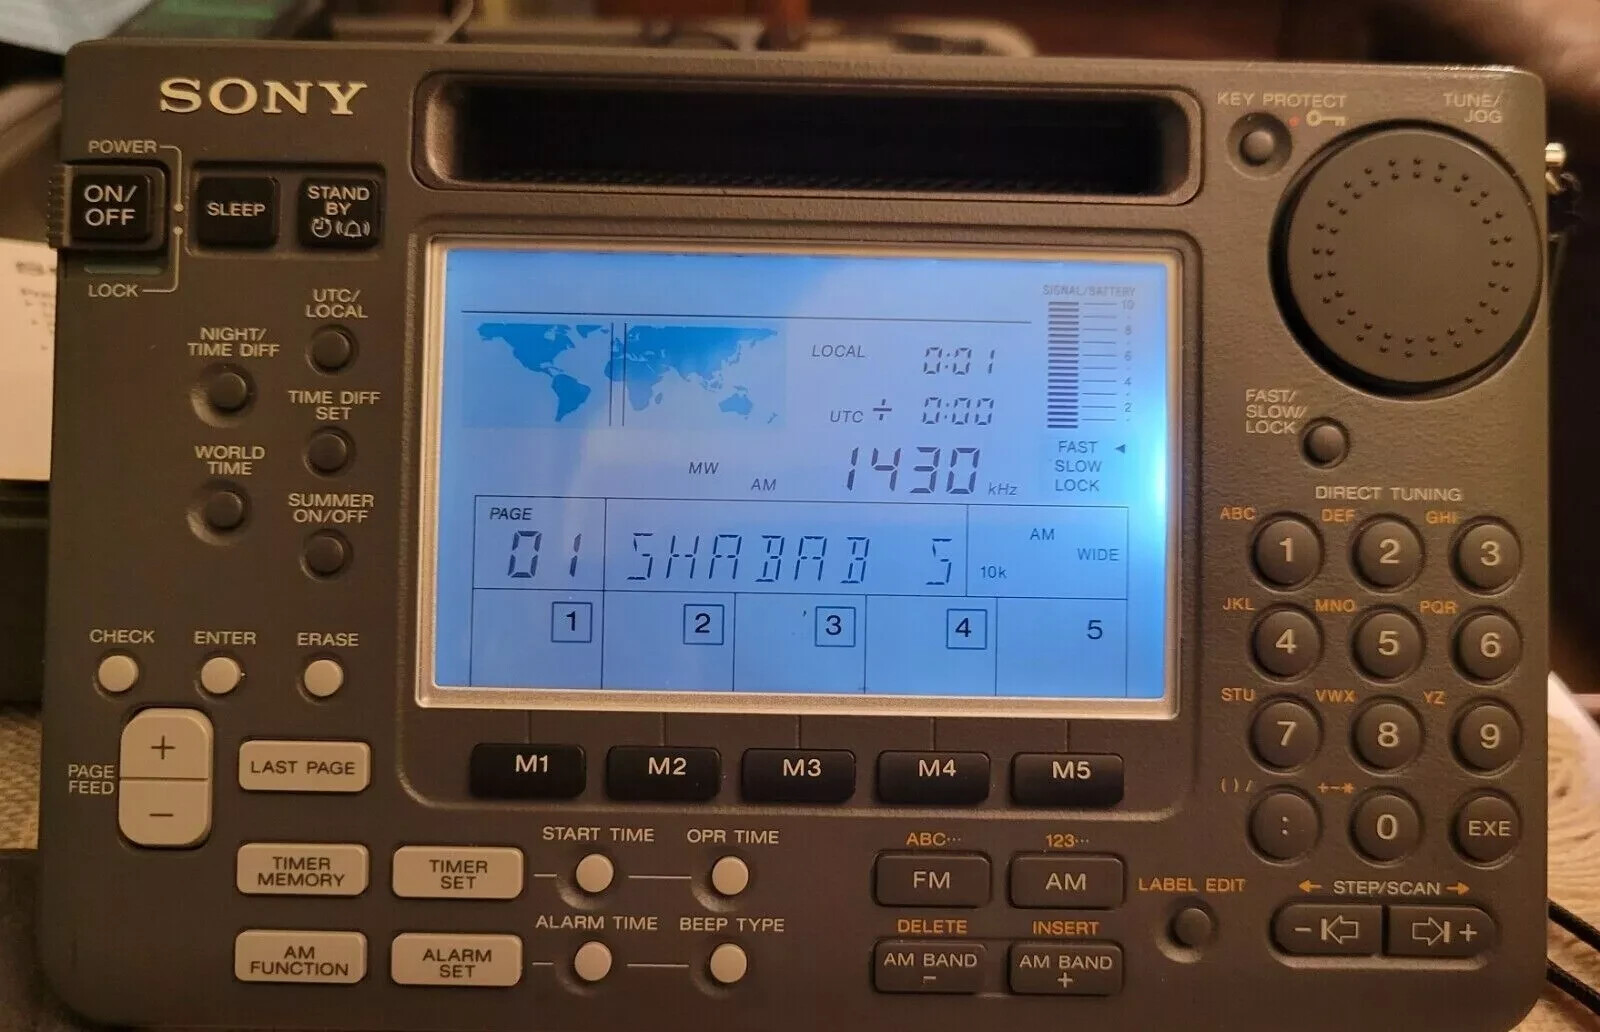 SONY
KEY PROTECT
TUNE/
JOG
POWER
ON/
OFF
SLEEP
STAND
BY
LOCK
UTC/
LOCAL
NIGHT/
TIME DIFF
TIME DIFF
SET
WORLD
TIME
SUMMER
ON/OFF
SIGNAL/BATTERY
10
8
6
4
2
LOCAL 0:01
UTC ÷ 0:00
MW
AM
1430 kHz
FAST
SLOW
LOCK
FAST/
SLOW/
LOCK
PAGE
01 SHABAB S
AM
WIDE
10k
1 2 3 4 5
DIRECT TUNING
ABC DEF GHI
1 2 3
JKL MNO PQR
4 5 6
STU VWX YZ
7 8 9
( ) / +-*
: 0 EXE
CHECK ENTER ERASE
PAGE
FEED
+
−
LAST PAGE
M1 M2 M3 M4 M5
TIMER
MEMORY
TIMER
SET
START TIME OPR TIME
AM
FUNCTION
ALARM
SET
ALARM TIME BEEP TYPE
ABC··· 123···
FM AM
DELETE INSERT
AM BAND
−
AM BAND
+
LABEL EDIT
← STEP/SCAN →
− +